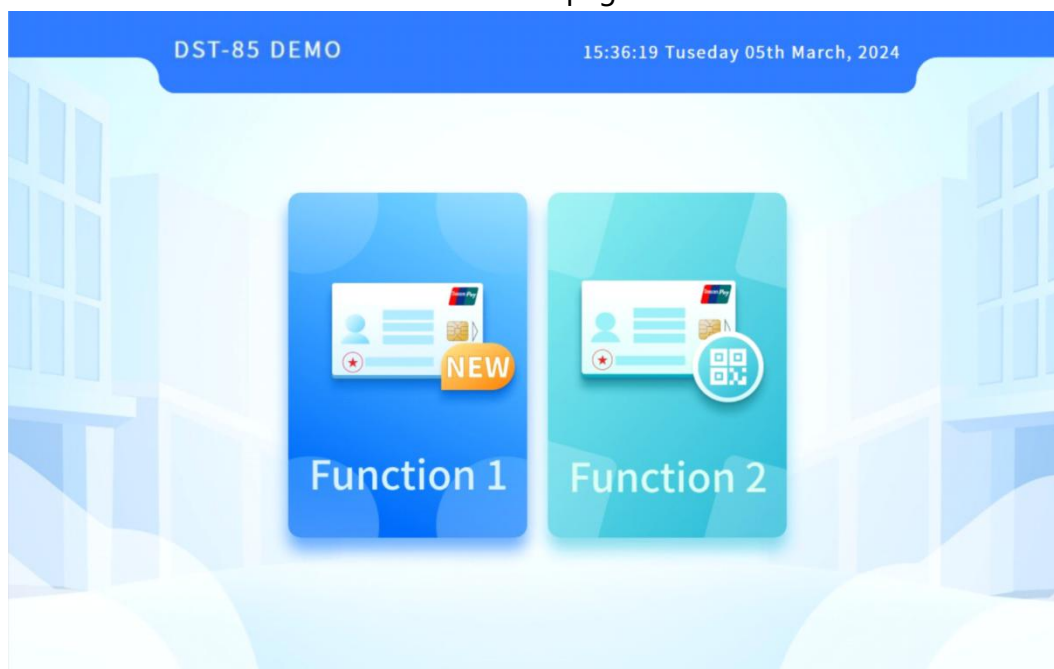 DST-85 DEMO
15:36:19 Tuseday 05th March, 2024
NEW
Function 1
Function 2